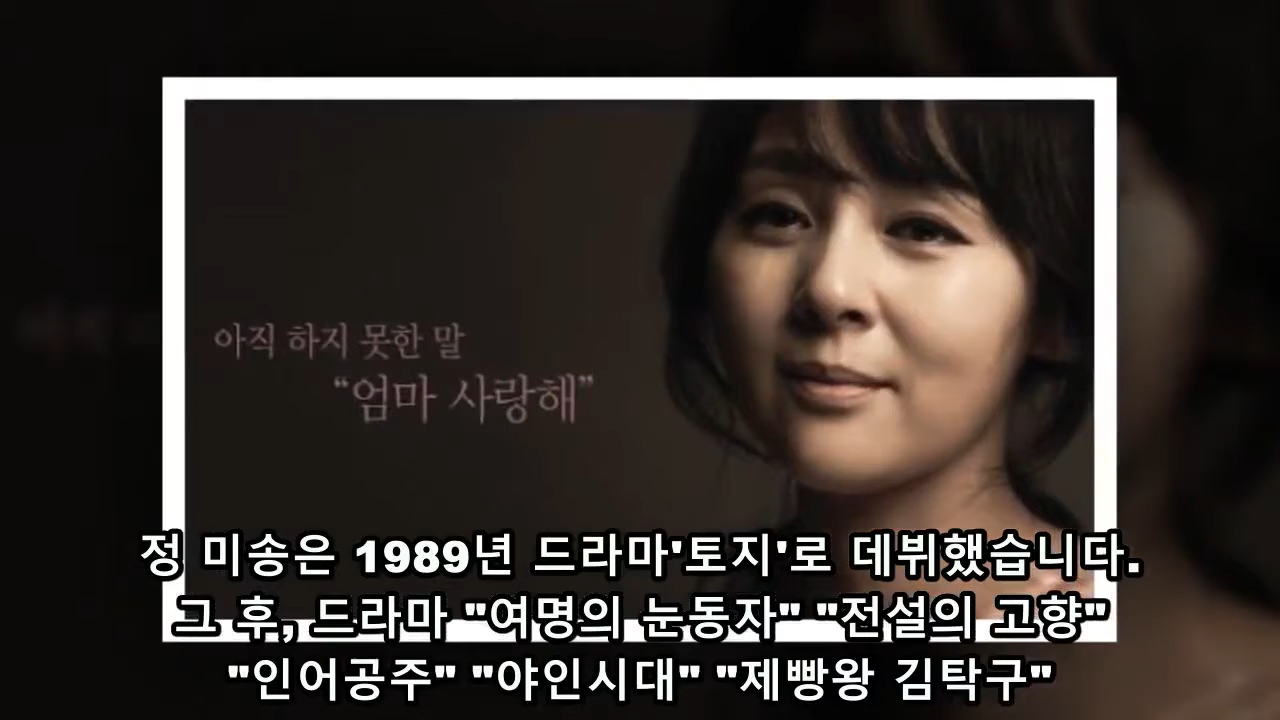 아직 하지 못한 말
“엄마 사랑해”
정 미송은 1989년 드라마'토지'로 데뷔했습니다.
그 후, 드라마 "여명의 눈동자" "전설의 고향"
"인어공주" "야인시대" "제빵왕 김탁구"